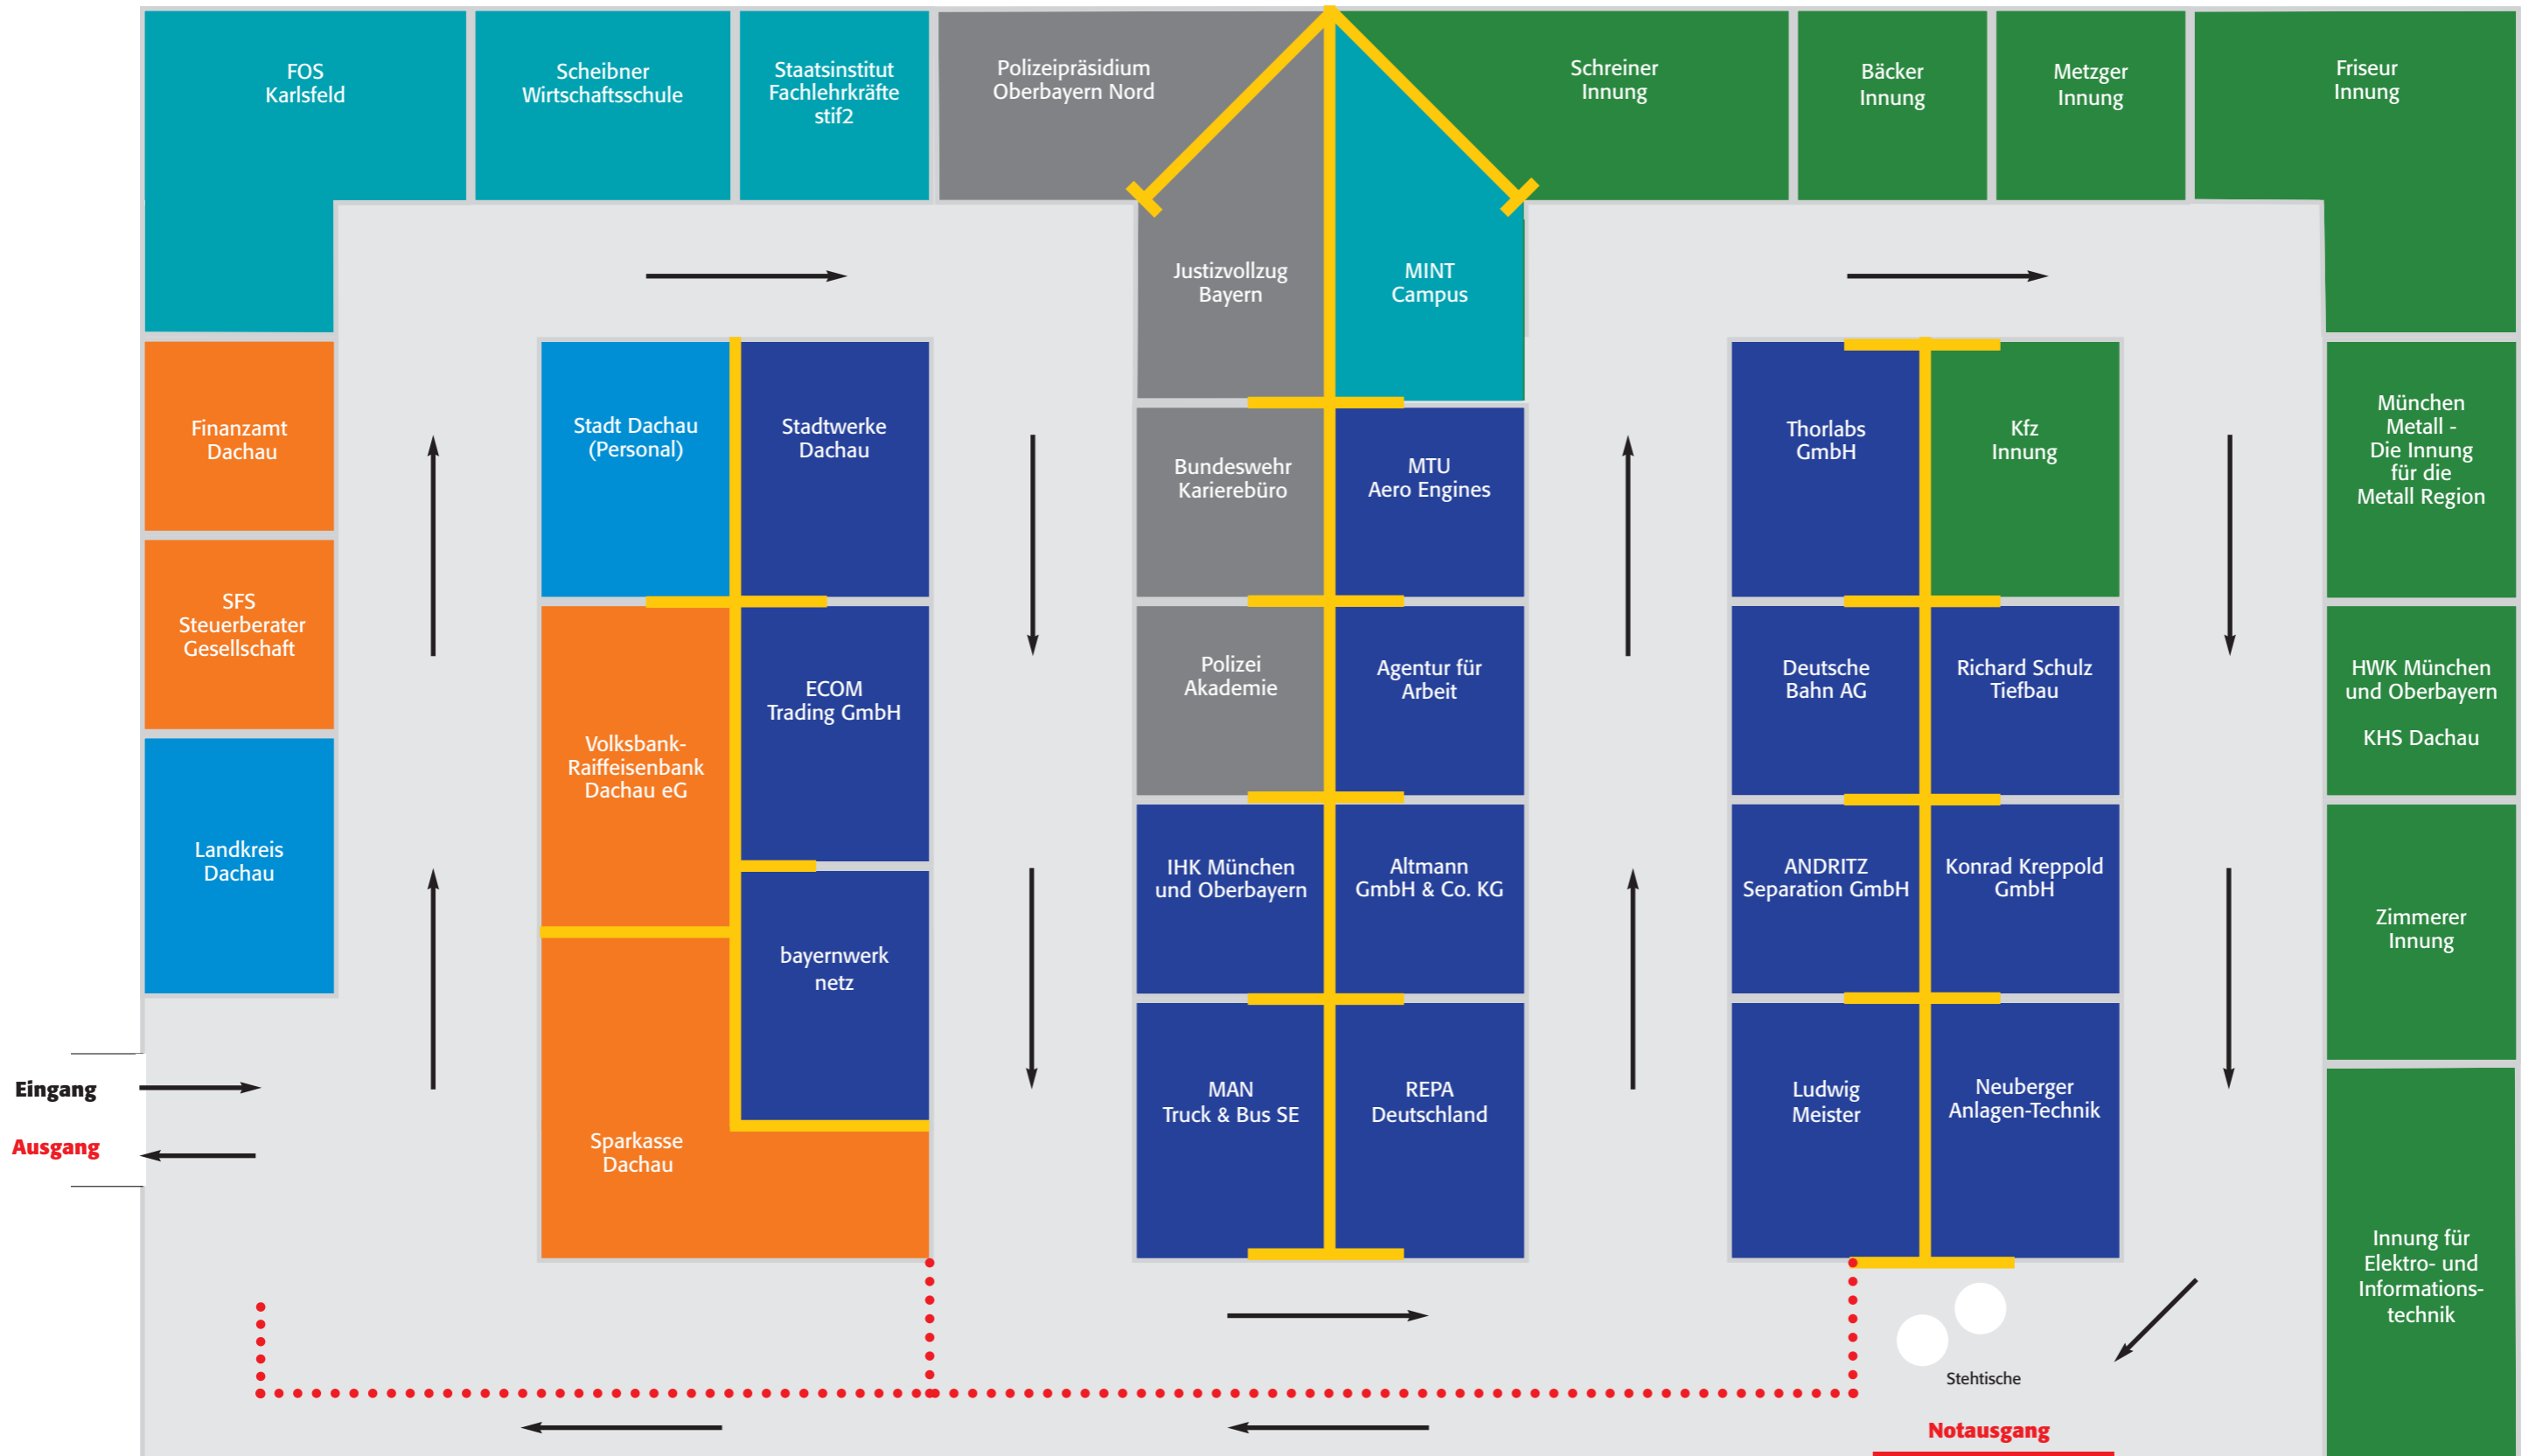 FOS
Karlsfeld
Scheibner
Wirtschaftsschule
Staatsinstitut
Fachlehrkräfte
stif2
Polizeipräsidium
Oberbayern Nord
Schreiner
Innung
Bäcker
Innung
Metzger
Innung
Friseur
Innung
Justizvollzug
Bayern
MINT
Campus
Finanzamt
Dachau
SFS
Steuerberater
Gesellschaft
Landkreis
Dachau
Stadt Dachau
(Personal)
Stadtwerke
Dachau
Volksbank-
Raiffeisenbank
Dachau eG
ECOM
Trading GmbH
bayernwerk
netz
Sparkasse
Dachau
Bundeswehr
Karierebüro
MTU
Aero Engines
Polizei
Akademie
Agentur für
Arbeit
IHK München
und Oberbayern
Altmann
GmbH & Co. KG
MAN
Truck & Bus SE
REPA
Deutschland
Thorlabs
GmbH
Kfz
Innung
Deutsche
Bahn AG
Richard Schulz
Tiefbau
ANDRITZ
Separation GmbH
Konrad Kreppold
GmbH
Ludwig
Meister
Neuberger
Anlagen-Technik
München
Metall -
Die Innung
für die
Metall Region
HWK München
und Oberbayern
KHS Dachau
Zimmerer
Innung
Innung für
Elektro- und
Informations-
technik
Eingang
Ausgang
Stehtische
Notausgang